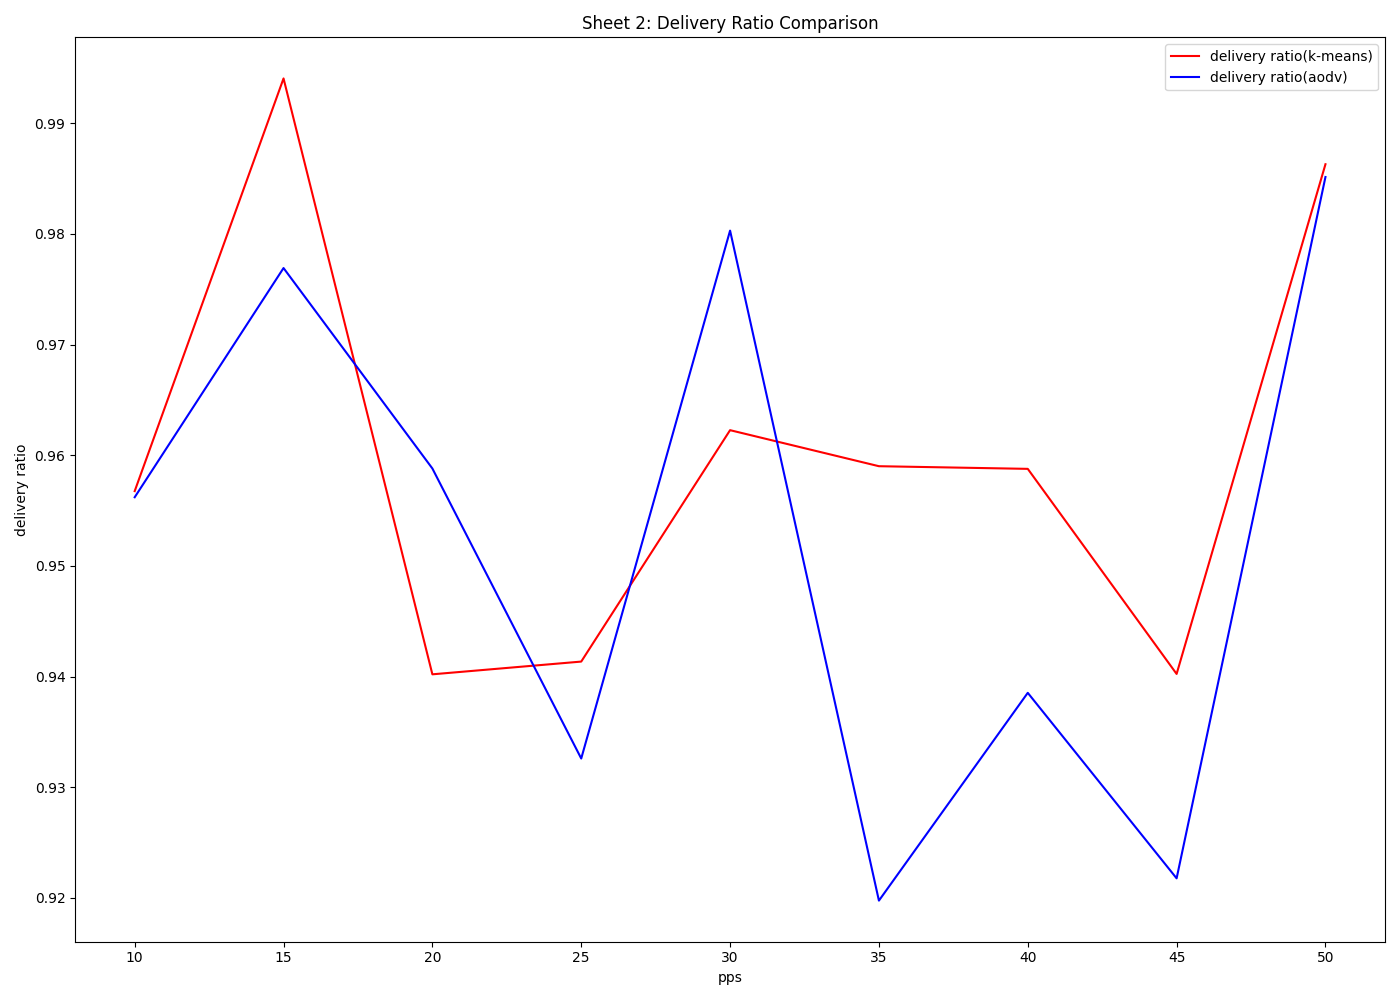 Sheet 2: Delivery Ratio Comparison
delivery ratio(k-means)
delivery ratio(aodv)
0.99
0.98
0.97
0.96
0.95
0.94
0.93
0.92
delivery ratio
10 15 20 25 30 35 40 45 50
pps